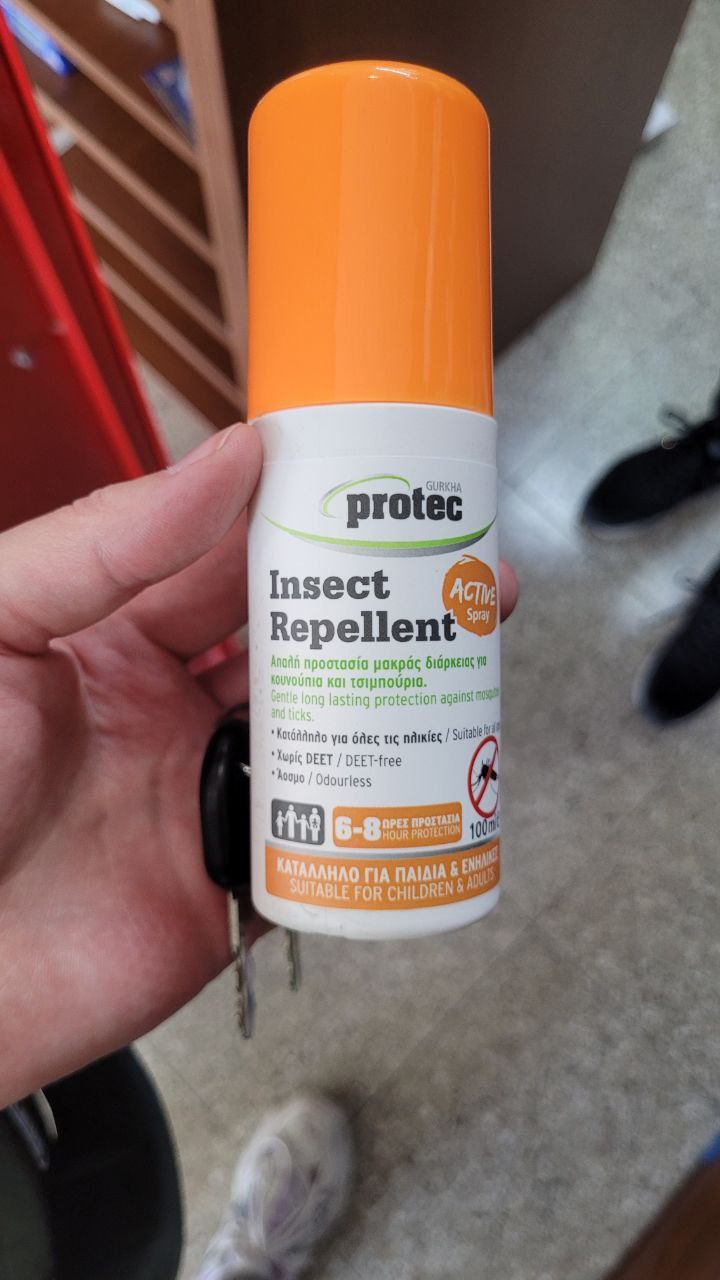 GURKHA
protec
Insect
Repellent
ACTIVE
Spray
Απαλή προστασία μακράς διάρκειας για
κουνούπια και τσιμπούρια.
Gentle long lasting protection against
and ticks.
• Κατάλληλο για όλες τις ηλικίες / Suitable for all
• Χωρίς DEET / DEET-free
• Άοσμο / Odourless
6-8 ΩΡΕΣ ΠΡΟΣΤΑΣΙΑ
HOUR PROTECTION
100ml
ΚΑΤΑΛΛΗΛΟ ΓΙΑ ΠΑΙΔΙΑ & ΕΝΗΛΙΚΕΣ
SUITABLE FOR CHILDREN & ADULTS